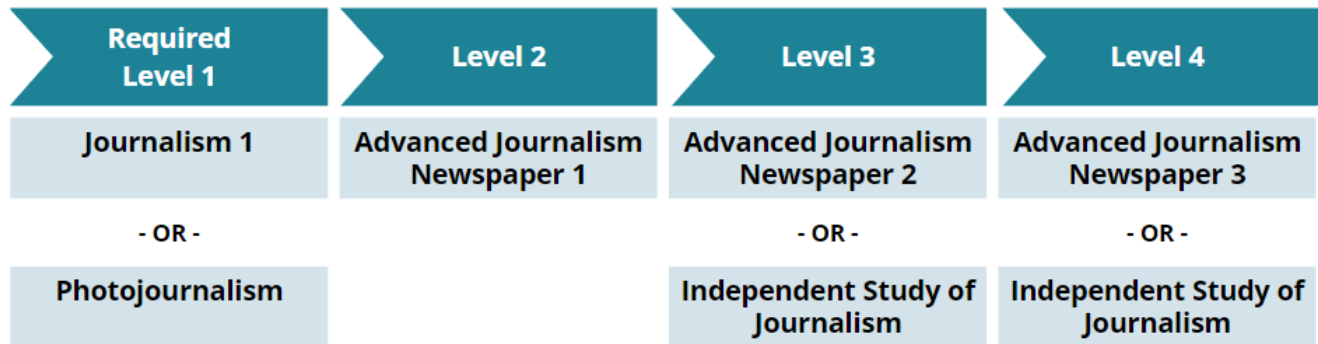 Required
Level 1
Level 2
Level 3
Level 4
Journalism 1
Advanced Journalism
Newspaper 1
Advanced Journalism
Newspaper 2
Advanced Journalism
Newspaper 3
- OR -
- OR -
- OR -
Photojournalism
Independent Study of
Journalism
Independent Study of
Journalism